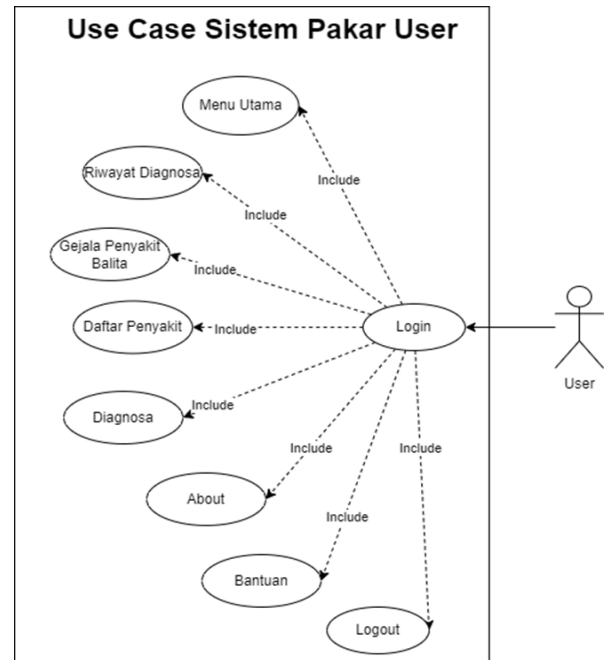 Use Case Sistem Pakar User
Menu Utama
Include
Riwayat Diagnosa
Include
Gejala Penyakit
Balita
Include
Daftar Penyakit
Include
Login
User
Diagnosa
Include
About
Include
Include
Bantuan
Include
Logout